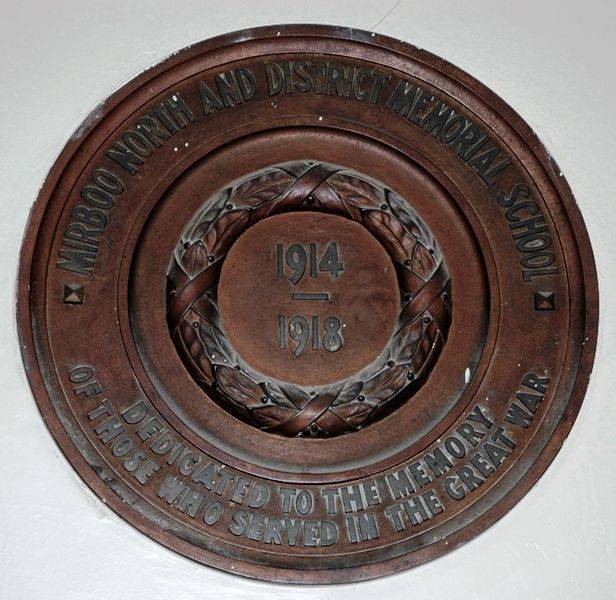 MIRBOO NORTH AND DISTRICT MEMORIAL SCHOOL
1914
—
1918
DEDICATED TO THE MEMORY
OF THOSE WHO SERVED IN THE GREAT WAR